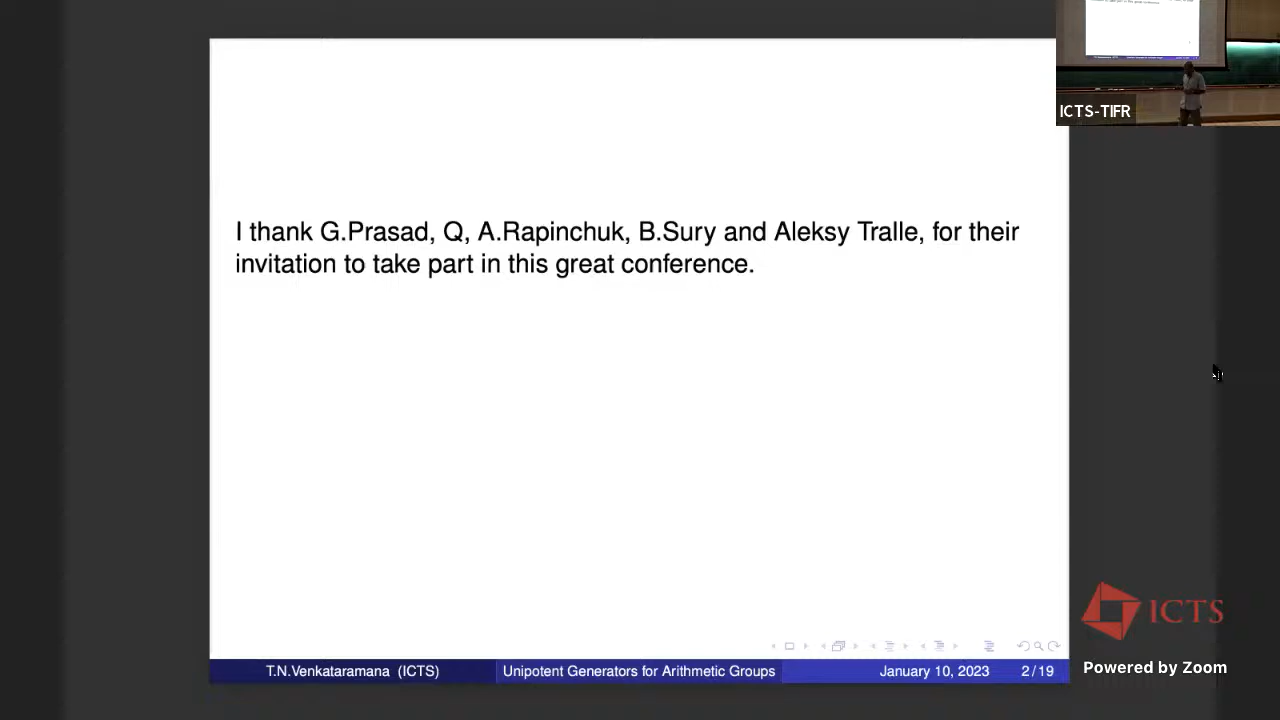 ICTS-TIFR
I thank G.Prasad, Q, A.Rapinchuk, B.Sury and Aleksy Tralle, for their
invitation to take part in this great conference.
ICTS
Powered by Zoom
T.N.Venkataramana (ICTS) Unipotent Generators for Arithmetic Groups January 10, 2023 2/19